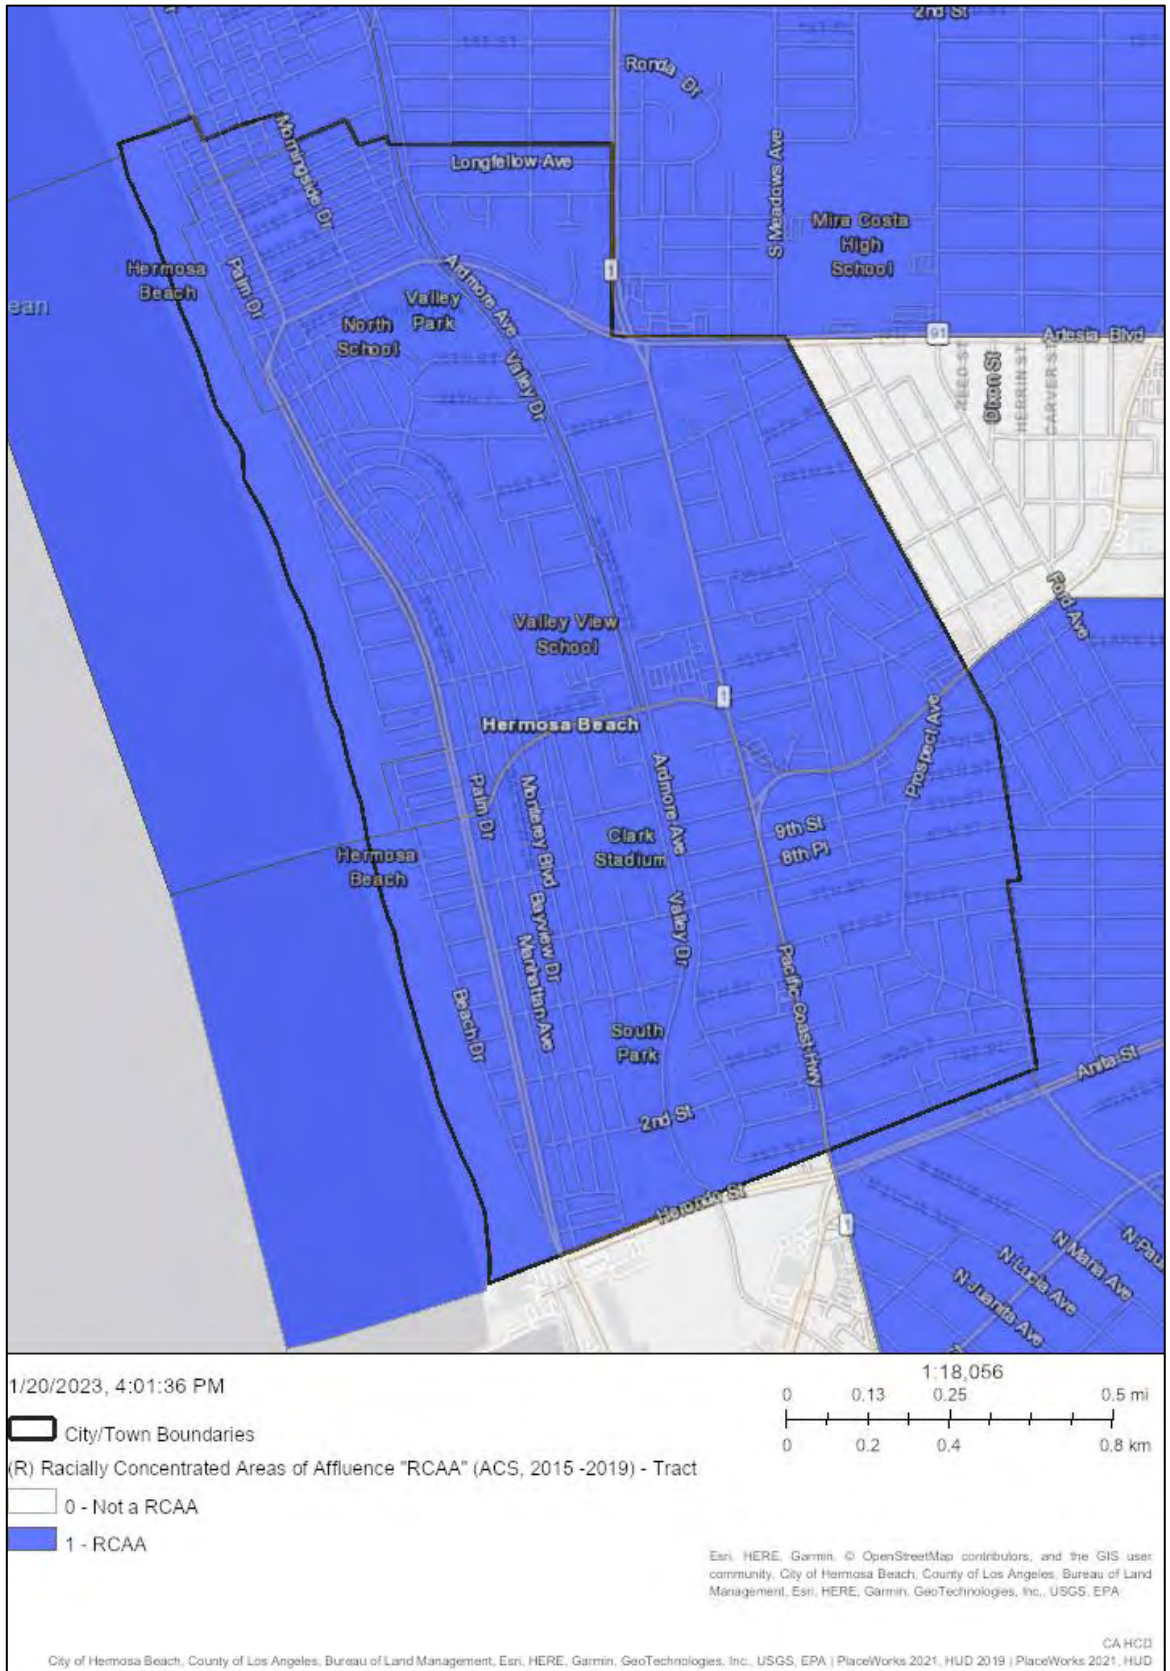 2nd St
1ST ST
Ronda Dr
Morningside Dr
Longfellow Ave
S Meadows Ave
Mira Costa
High
School
Hermosa
Beach
Palm Dr
1
Ardmore Ave
Valley
Park
North
School
ean
Valley Dr
91
Artesia Blvd
REED ST
Dixon St
HERRIN ST
CARVER ST
Ford Ave
Valley View
School
1
Hermosa Beach
Prospect Ave
Palm Dr
Monterey Blvd
Ardmore Ave
Clark
Stadium
9th St
8th Pl
Hermosa
Beach
Bayview Dr
Manhattan Ave
Valley Dr
Pacific Coast Hwy
Beach Dr
South
Park
Anita St
2nd St
Herondo St
1
N Juanita Ave
N Lucia Ave
N Maria Ave
N Pau
1/20/2023, 4:01:36 PM
1:18,056
0 0.13 0.25 0.5 mi
0 0.2 0.4 0.8 km
City/Town Boundaries
(R) Racially Concentrated Areas of Affluence "RCAA" (ACS, 2015 -2019) - Tract
0 - Not a RCAA
1 - RCAA
Esri, HERE, Garmin, © OpenStreetMap contributors, and the GIS user
community, City of Hermosa Beach, County of Los Angeles, Bureau of Land
Management, Esri, HERE, Garmin, GeoTechnologies, Inc., USGS, EPA
CA HCD
City of Hermosa Beach, County of Los Angeles, Bureau of Land Management, Esri, HERE, Garmin, GeoTechnologies, Inc., USGS, EPA | PlaceWorks 2021, HUD 2019 | PlaceWorks 2021, HUD